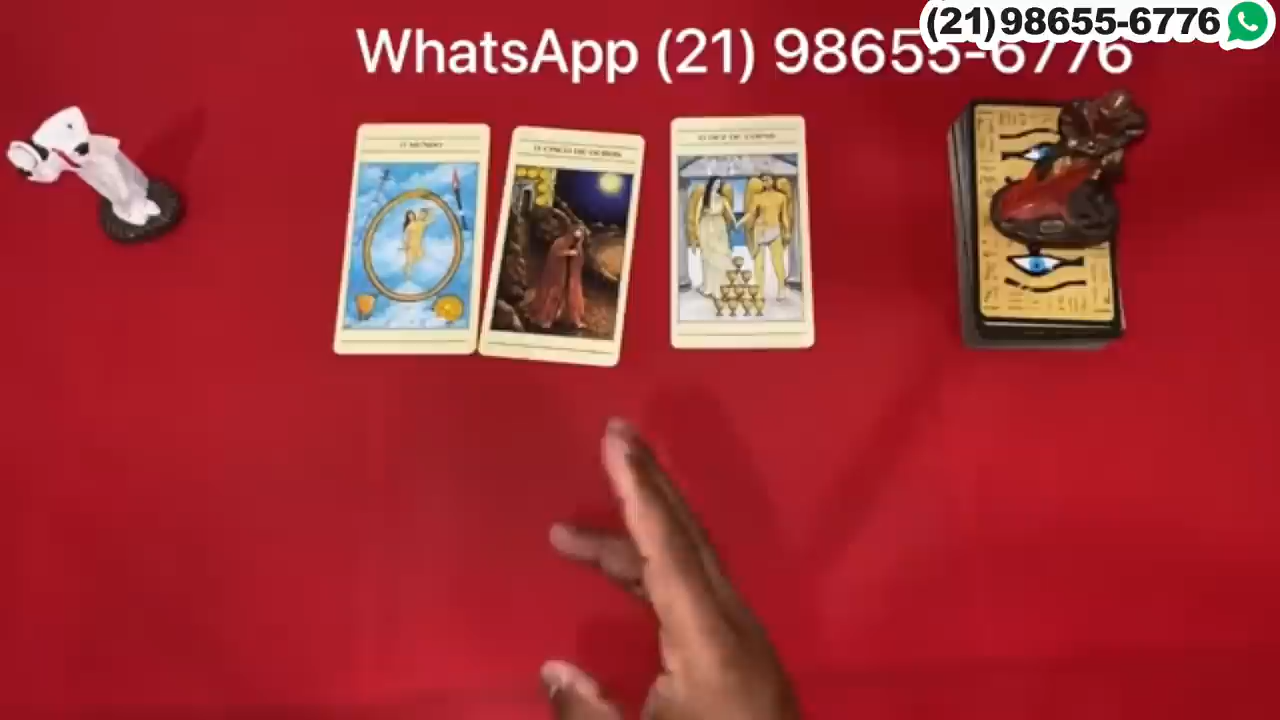 (21) 98655-6776
WhatsApp (21) 98655-6776
O MUNDO
O CINCO DE OUROS
O DEZ DE COPAS